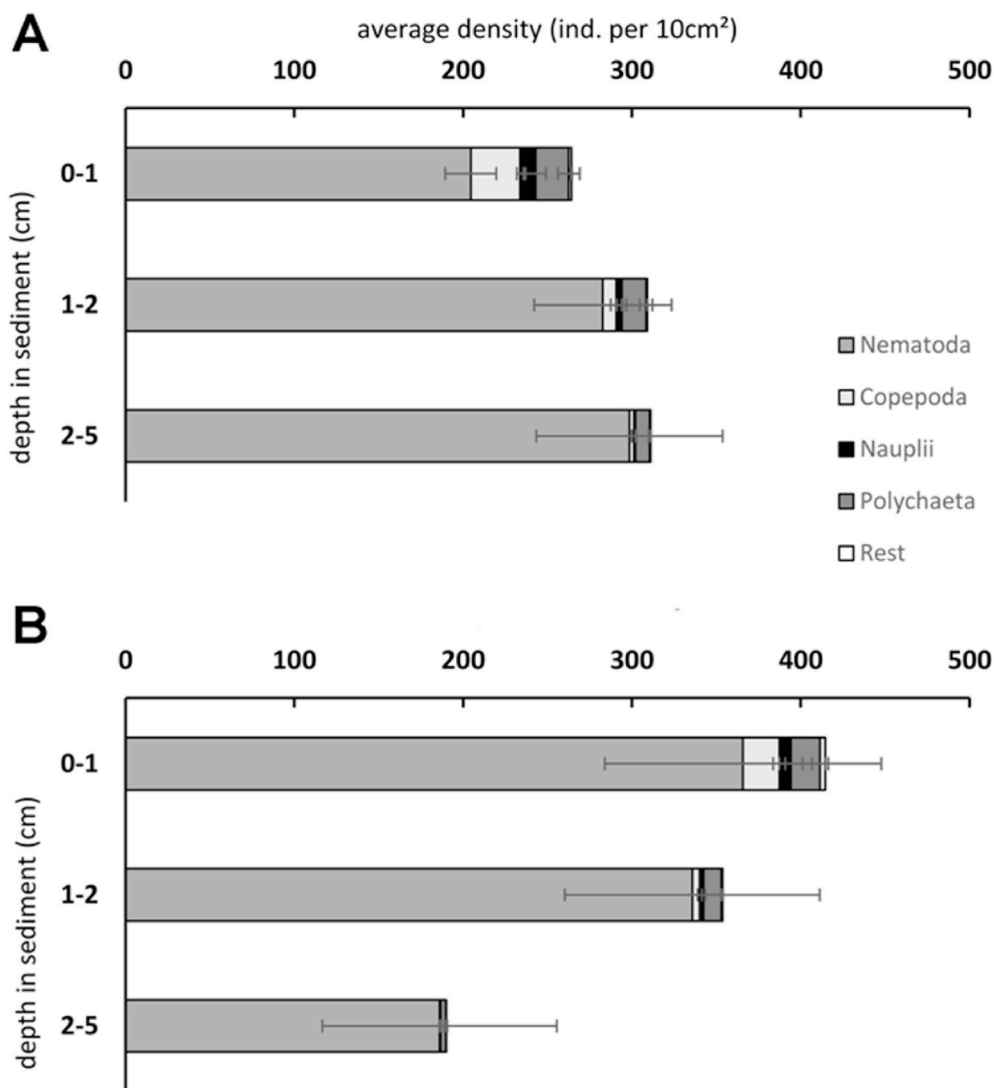 A
average density (ind. per 10cm²)
0 100 200 300 400 500
depth in sediment (cm)
0-1
1-2
2-5
Nematoda
Copepoda
Nauplii
Polychaeta
Rest
B
0 100 200 300 400 500
depth in sediment (cm)
0-1
1-2
2-5